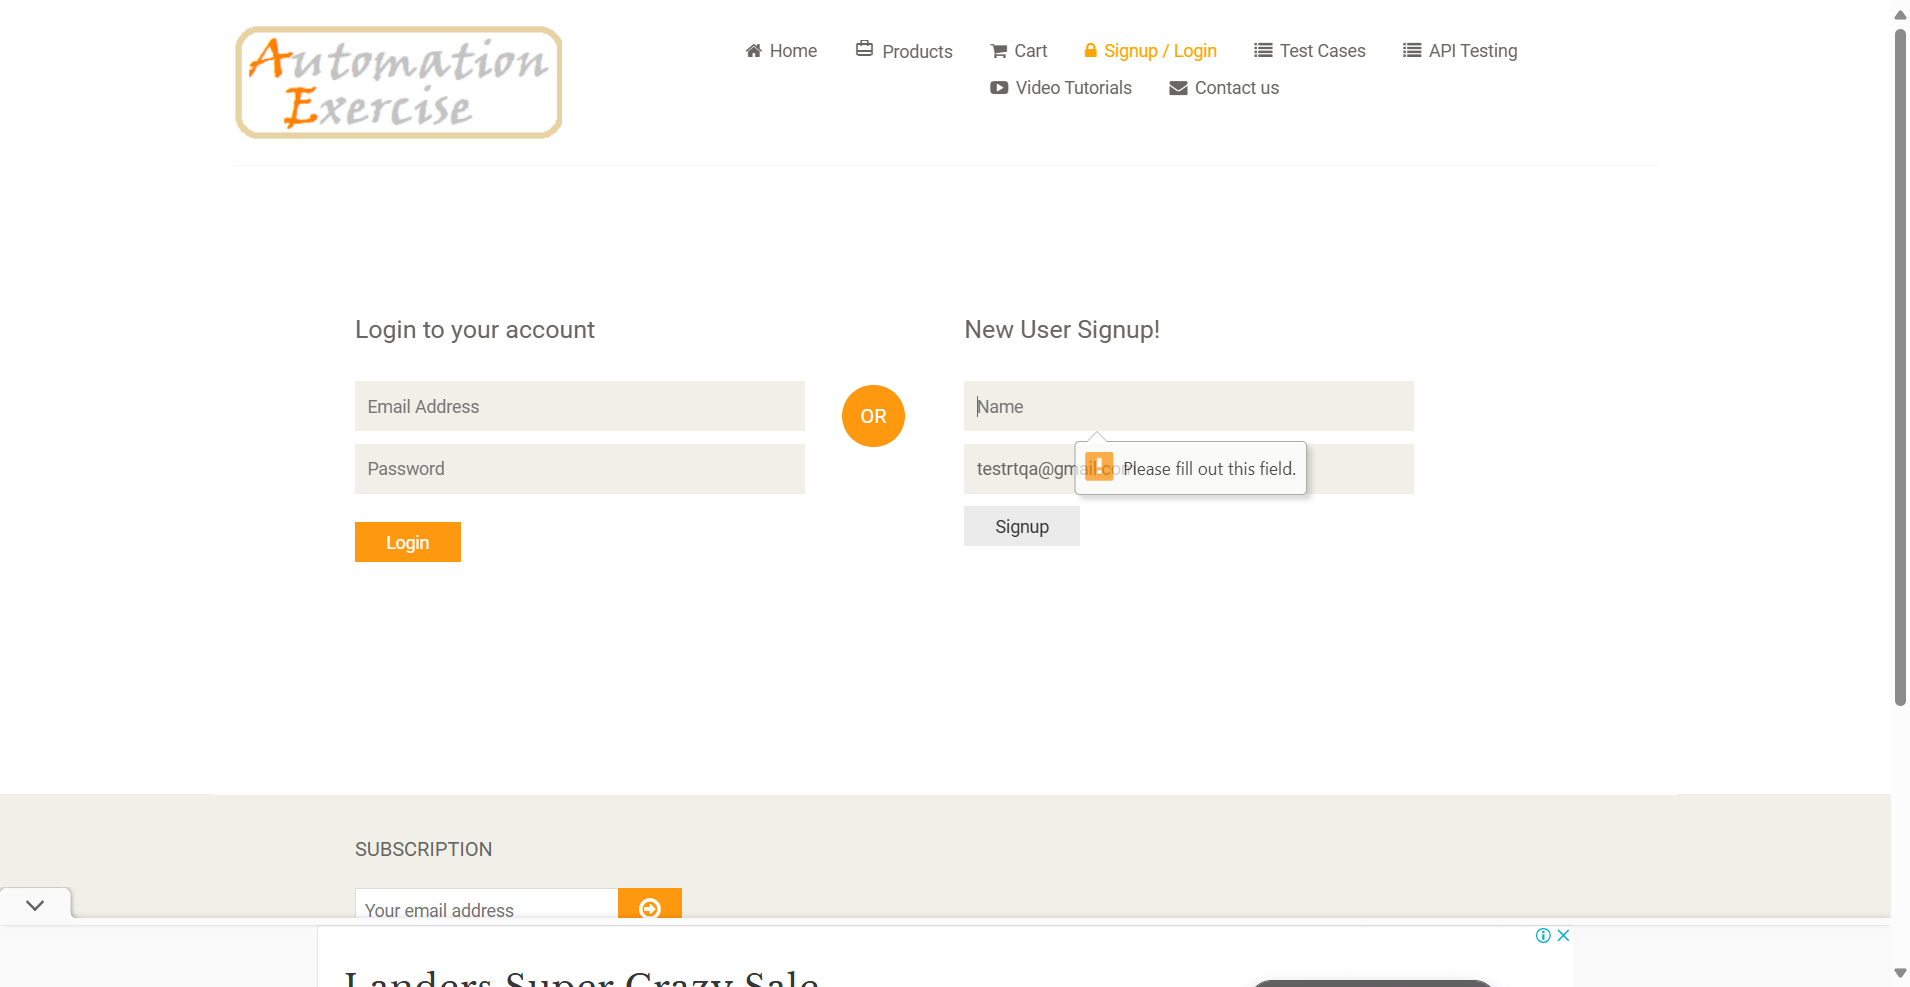 Automation
Exercise
Home
Products
Cart
Signup / Login
Test Cases
API Testing
Video Tutorials
Contact us
Login to your account
Email Address
Password
Login
OR
New User Signup!
Name
testrtqa@gmail.com
Please fill out this field.
Signup
SUBSCRIPTION
Your email address
Landers Super Crazy Sale